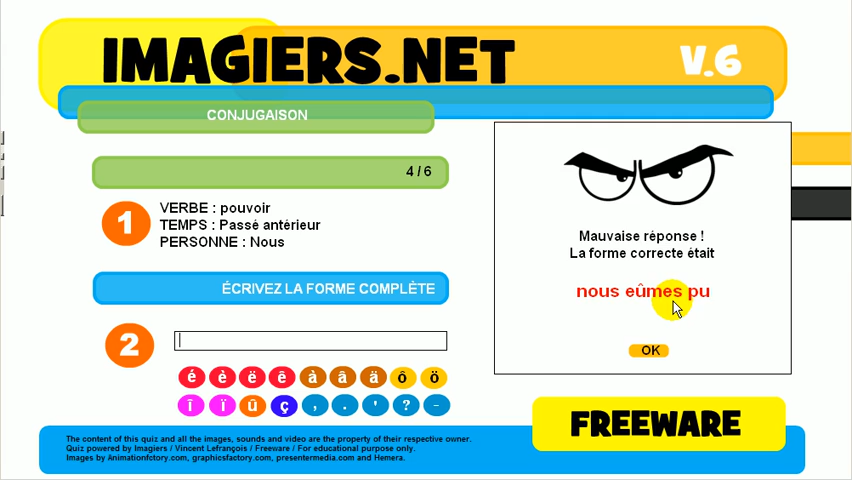 IMAGIERS.NET
V.6
CONJUGAISON
4 / 6
1
VERBE : pouvoir
TEMPS : Passé antérieur
PERSONNE : Nous
ÉCRIVEZ LA FORME COMPLÈTE
2
é è ë ê à â ä ô ö
î ï û ç , . ' ? -
Mauvaise réponse !
La forme correcte était
nous eûmes pu
OK
FREEWARE
The content of this quiz and all the images, sounds and video are the property of their respective owner.
Quiz powered by Imagiers / Vincent Lefrançois / Freeware / For educational purpose only.
Images by Animationfctory.com, graphicsfactory.com, presentermedia.com and Hemera.